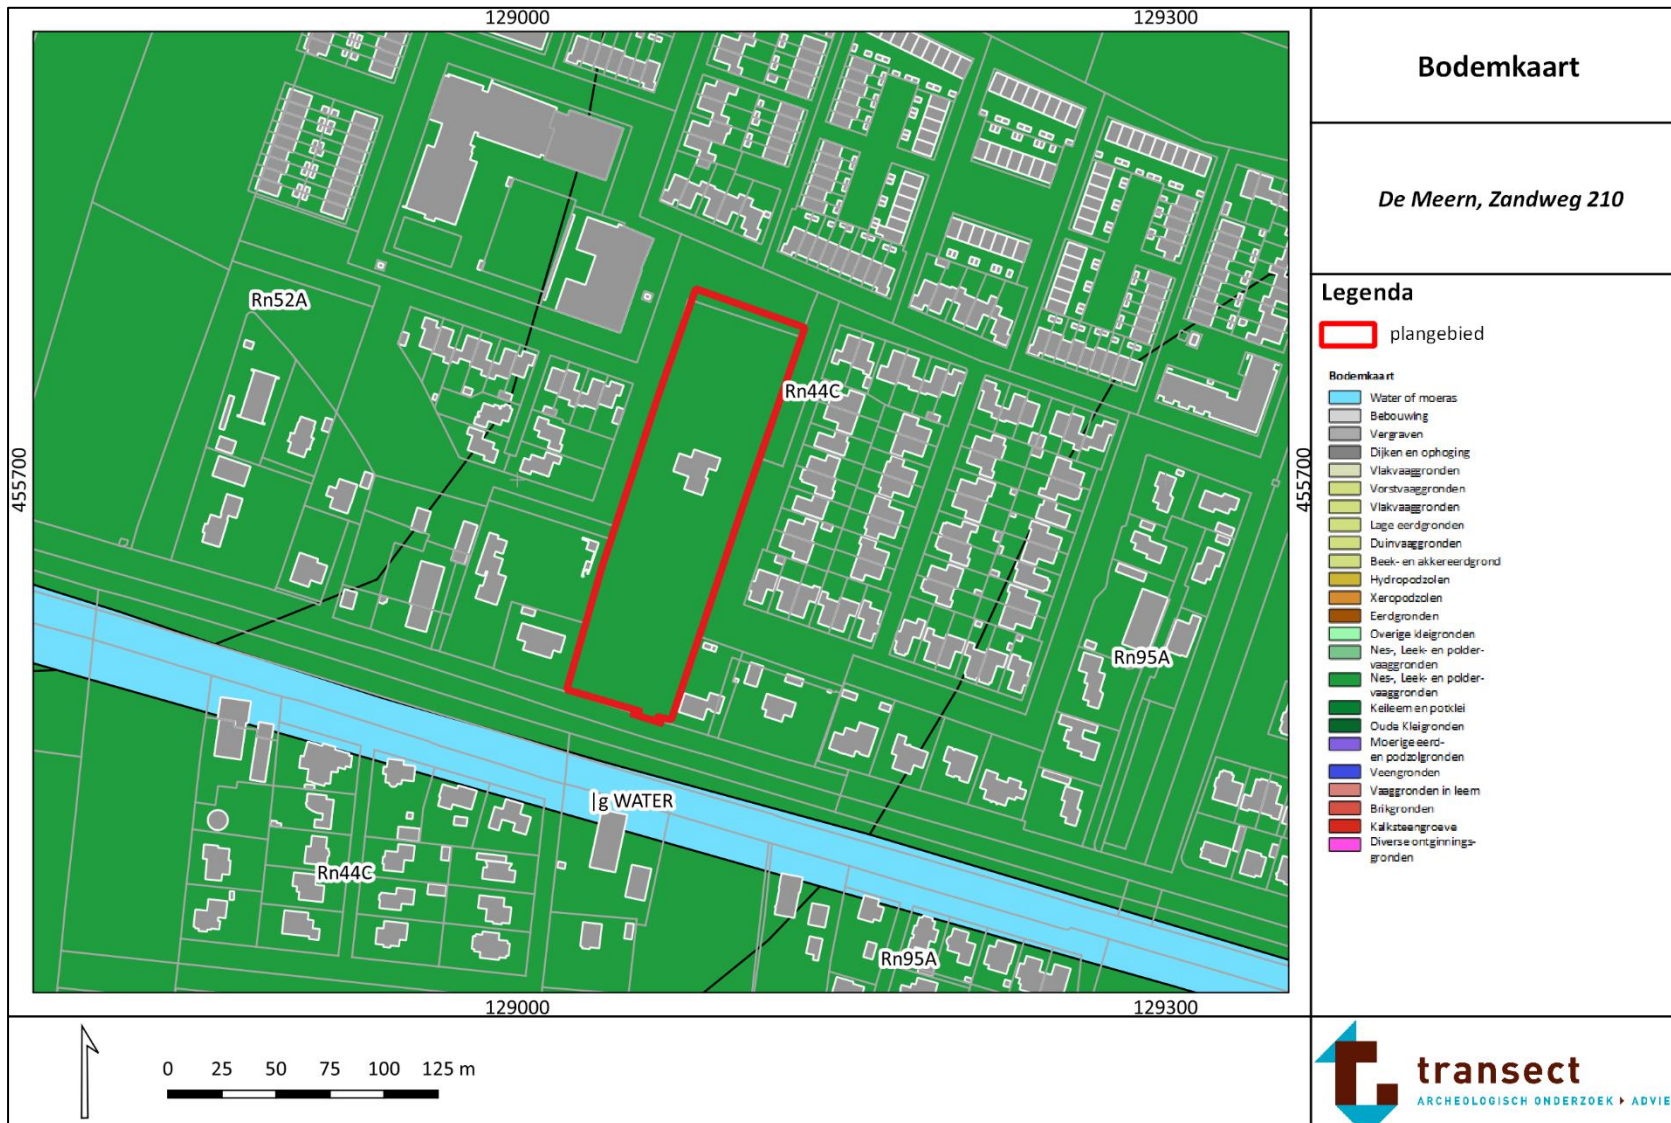 129000
129300
455700
455700
Rn52A
Rn44C
Rn95A
|g WATER
Rn44C
Rn95A
129000
129300
0 25 50 75 100 125 m
Bodemkaart
De Meern, Zandweg 210
Legenda
plangebied
Bodemkaart
Water of moeras
Bebouwing
Vergraven
Dijken en ophoging
Vlakvaaggronden
Vorstvaaggronden
Vlakvaaggronden
Lage eerdgronden
Duinvaaggronden
Beek- en akkereerdgrond
Hydropodzolen
Xeropodzolen
Eerdgronden
Overige kleigronden
Nes-, Leek- en polder-
vaaggronden
Nes-, Leek- en polder-
vaaggronden
Keileem en potklei
Oude Kleigronden
Moerige eerd-
en podzolgronden
Veengronden
Vaaggronden in leem
Brikgronden
Kalksteengroeve
Diverse ontginnings-
gronden
transect
ARCHEOLOGISCH ONDERZOEK ▸ ADVIE